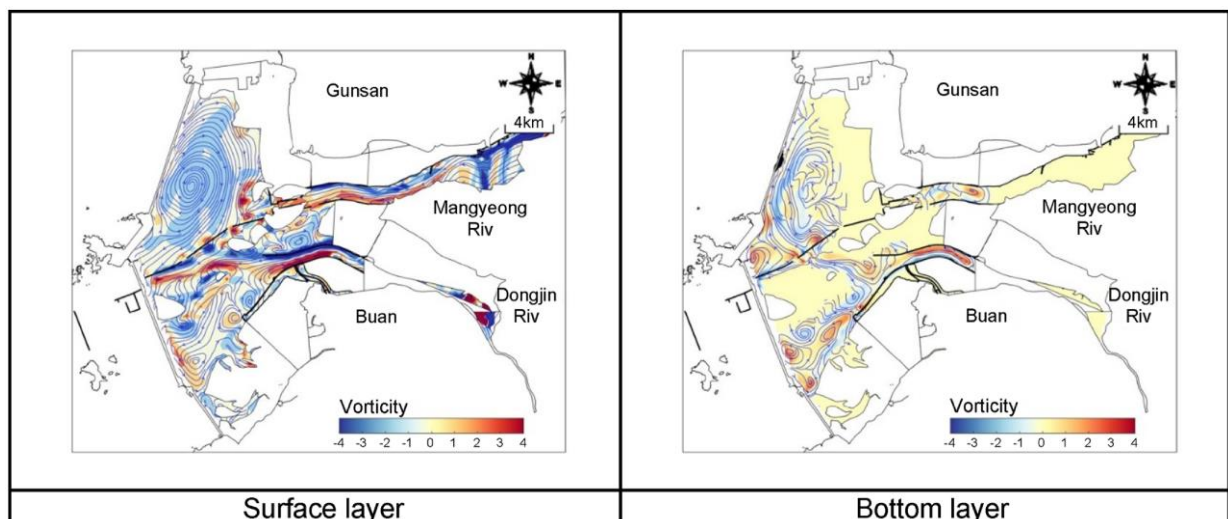 Gunsan
N
W E
S
4km
Mangyeong
Riv
Dongjin
Riv
Buan
Vorticity
-4 -3 -2 -1 0 1 2 3 4
Surface layer
Gunsan
N
W E
S
4km
Mangyeong
Riv
Dongjin
Riv
Buan
Vorticity
-4 -3 -2 -1 0 1 2 3 4
Bottom layer